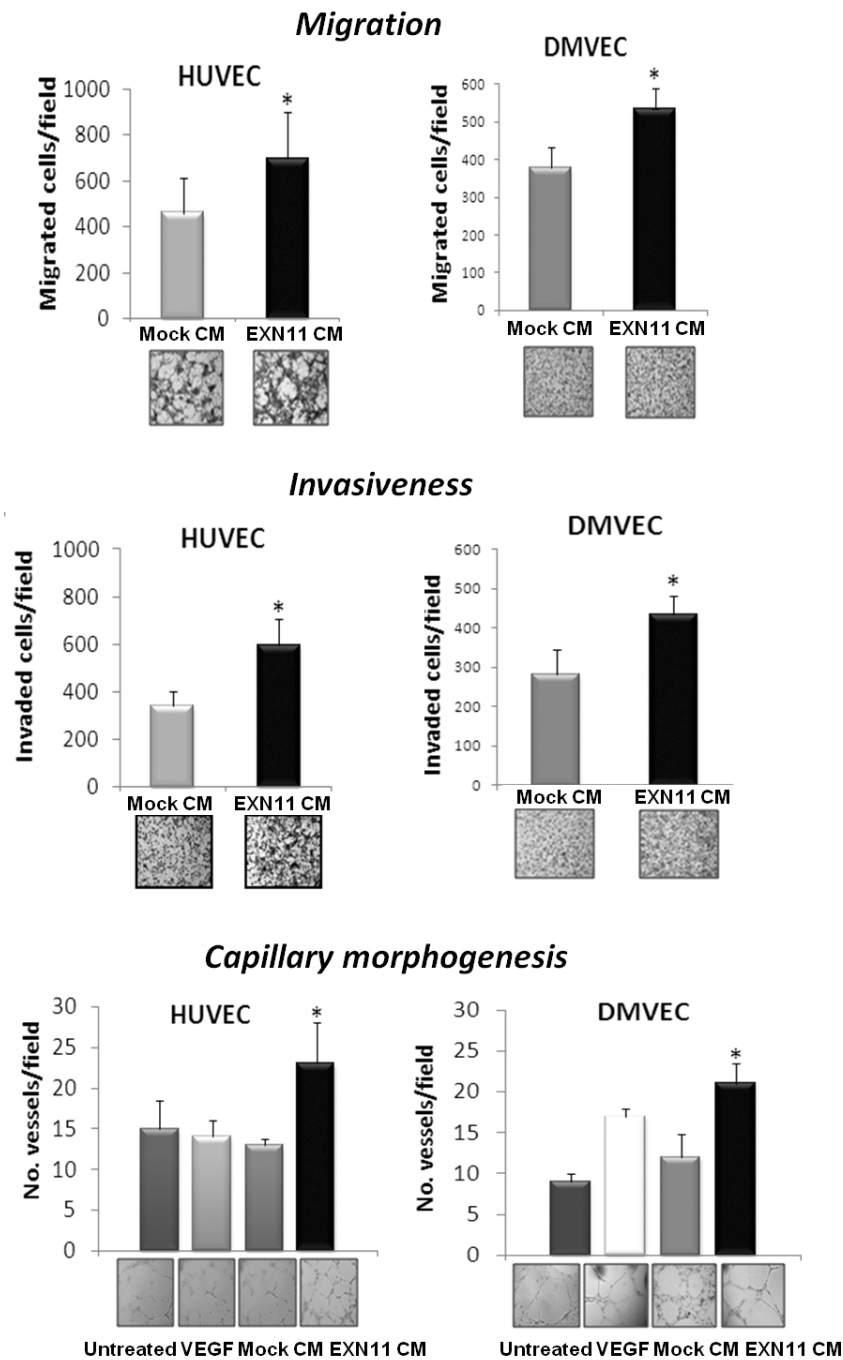 Migration
HUVEC
Migrated cells/field
1000
800
600
400
200
0
*
Mock CM EXN11 CM
DMVEC
Migrated cells/field
600
500
400
300
200
100
0
*
Mock CM EXN11 CM
Invasiveness
HUVEC
Invaded cells/field
1000
800
600
400
200
0
*
Mock CM EXN11 CM
DMVEC
Invaded cells/field
600
500
400
300
200
100
0
*
Mock CM EXN11 CM
Capillary morphogenesis
HUVEC
No. vessels/field
30
25
20
15
10
5
0
*
Untreated VEGF Mock CM EXN11 CM
DMVEC
No. vessels/field
30
25
20
15
10
5
0
*
Untreated VEGF Mock CM EXN11 CM